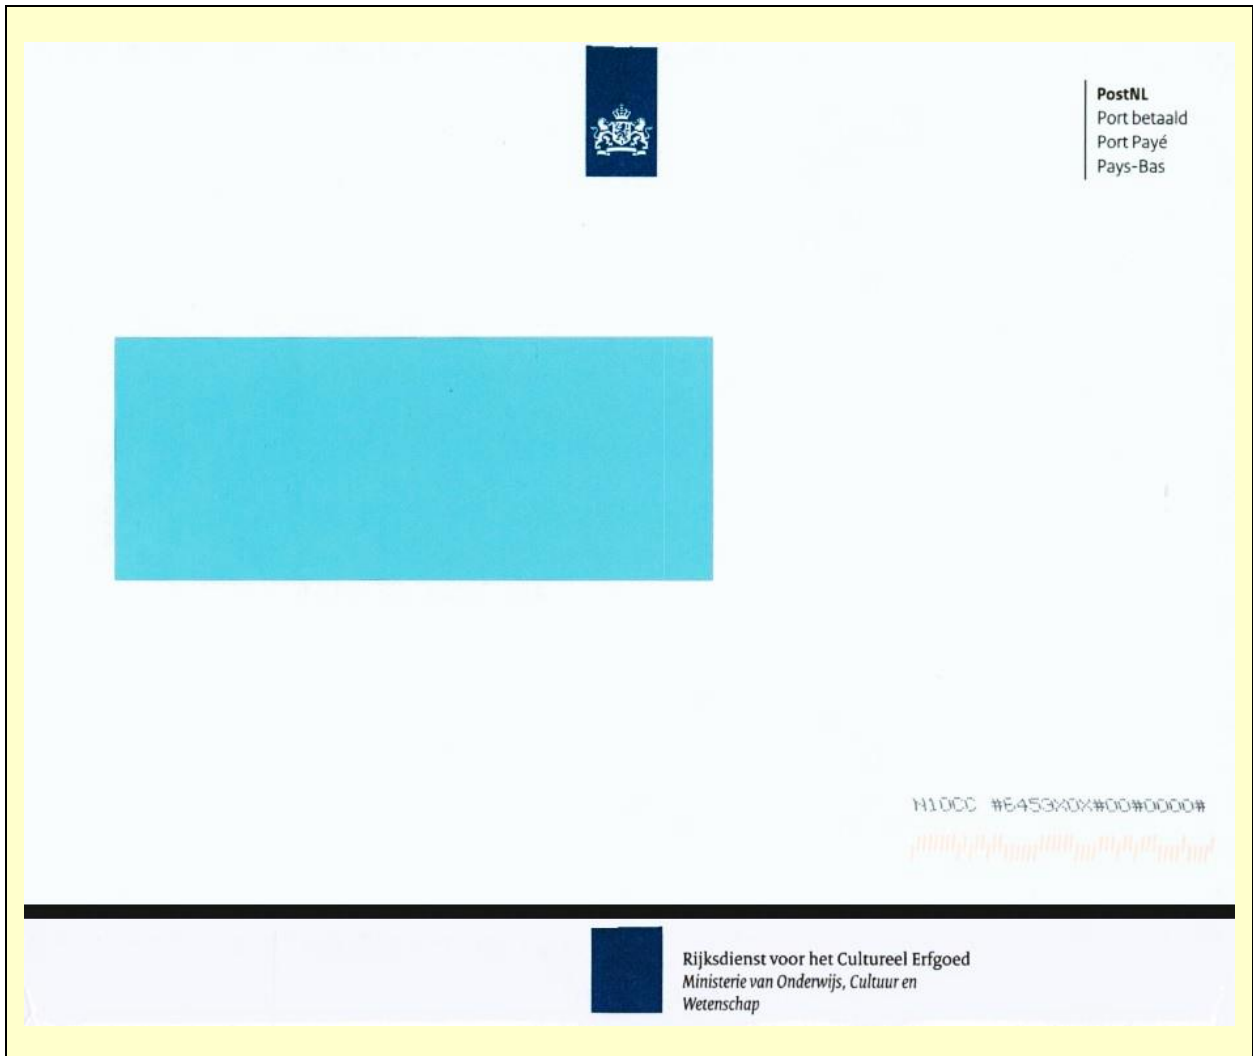 PostNL
Port betaald
Port Payé
Pays-Bas
N10CC #6453X0X#00#0000#
Rijksdienst voor het Cultureel Erfgoed
Ministerie van Onderwijs, Cultuur en
Wetenschap